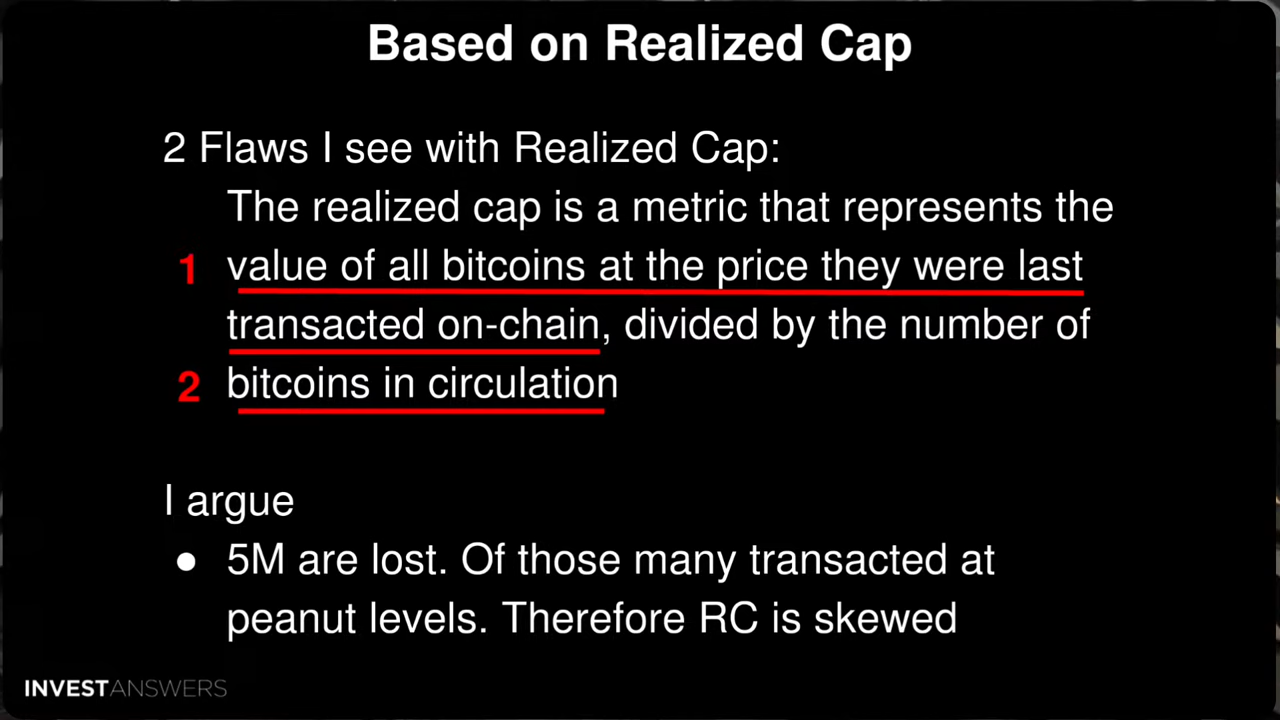 Based on Realized Cap
2 Flaws I see with Realized Cap:
The realized cap is a metric that represents the
1 value of all bitcoins at the price they were last
transacted on-chain, divided by the number of
2 bitcoins in circulation
I argue
● 5M are lost. Of those many transacted at
peanut levels. Therefore RC is skewed
INVESTANSWERS